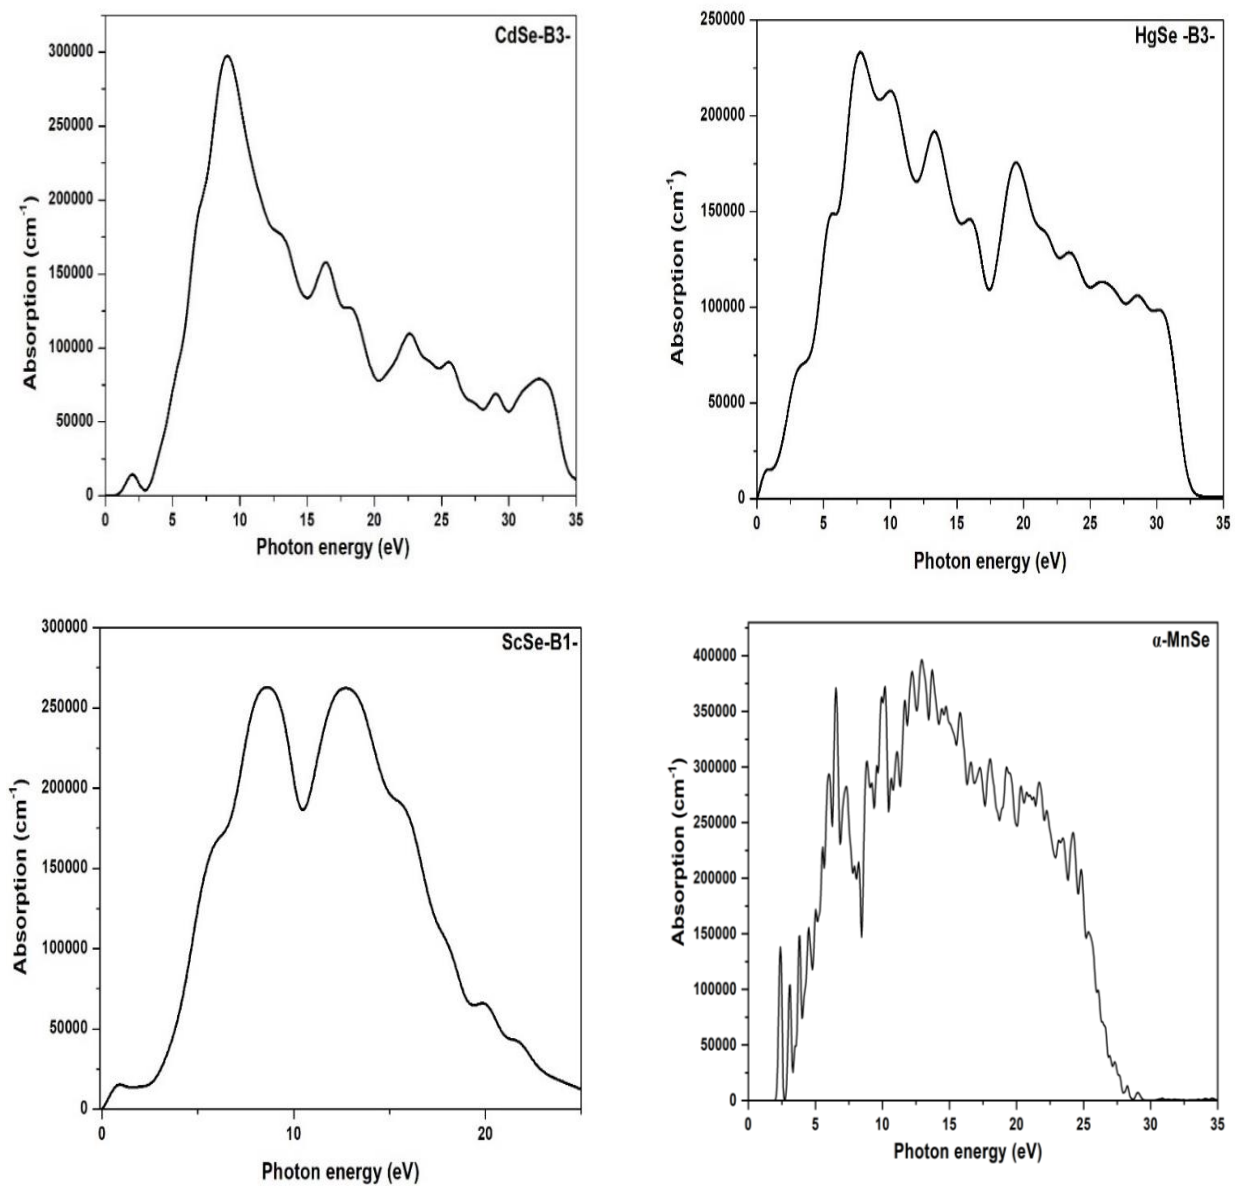 CdSe-B3-
300000
250000
200000
150000
100000
50000
0
0 5 10 15 20 25 30 35
Absorption (cm⁻¹)
Photon energy (eV)
HgSe -B3-
250000
200000
150000
100000
50000
0
0 5 10 15 20 25 30 35
Absorption (cm⁻¹)
Photon energy (eV)
ScSe-B1-
300000
250000
200000
150000
100000
50000
0
0 10 20
Absorption (cm⁻¹)
Photon energy (eV)
α-MnSe
400000
350000
300000
250000
200000
150000
100000
50000
0
0 5 10 15 20 25 30 35
Absorption (cm⁻¹)
Photon energy (eV)